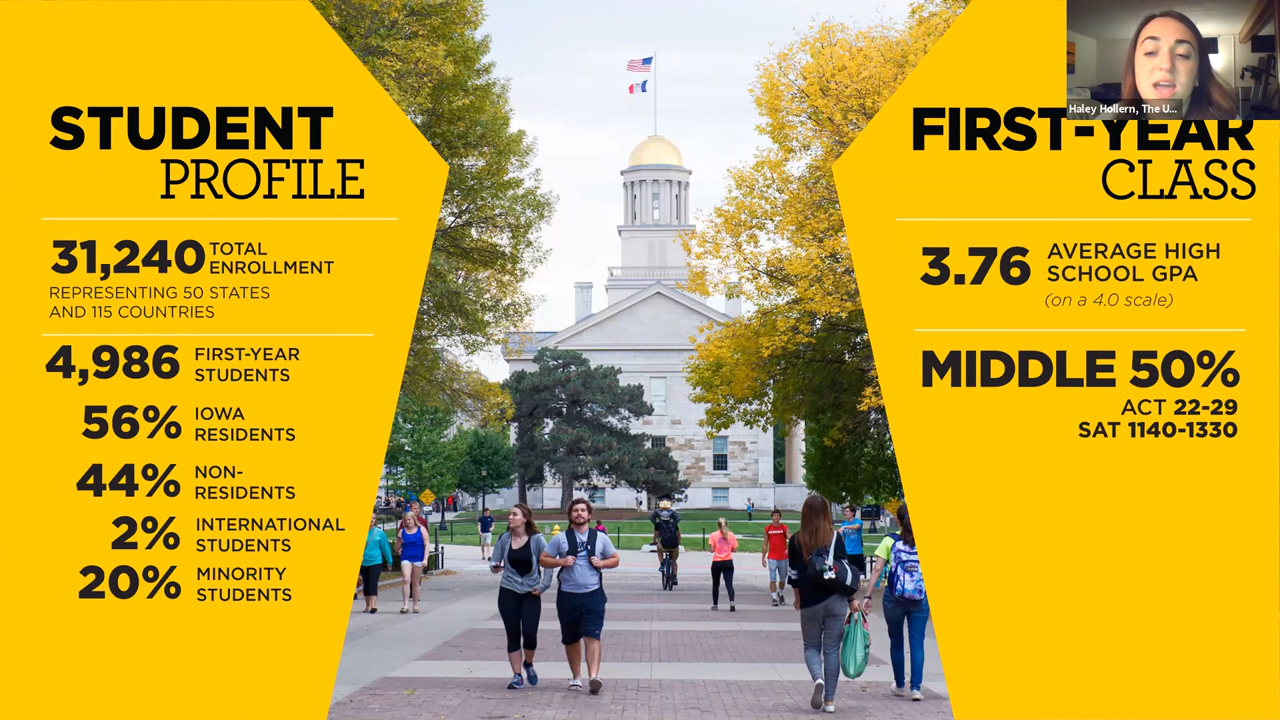 STUDENT
PROFILE
31,240 TOTAL
ENROLLMENT
REPRESENTING 50 STATES
AND 115 COUNTRIES
4,986 FIRST-YEAR
STUDENTS
56% IOWA
RESIDENTS
44% NON-
RESIDENTS
2% INTERNATIONAL
STUDENTS
20% MINORITY
STUDENTS
Haley Hollern, The U...
FIRST-YEAR
CLASS
3.76 AVERAGE HIGH
SCHOOL GPA
(on a 4.0 scale)
MIDDLE 50%
ACT 22-29
SAT 1140-1330